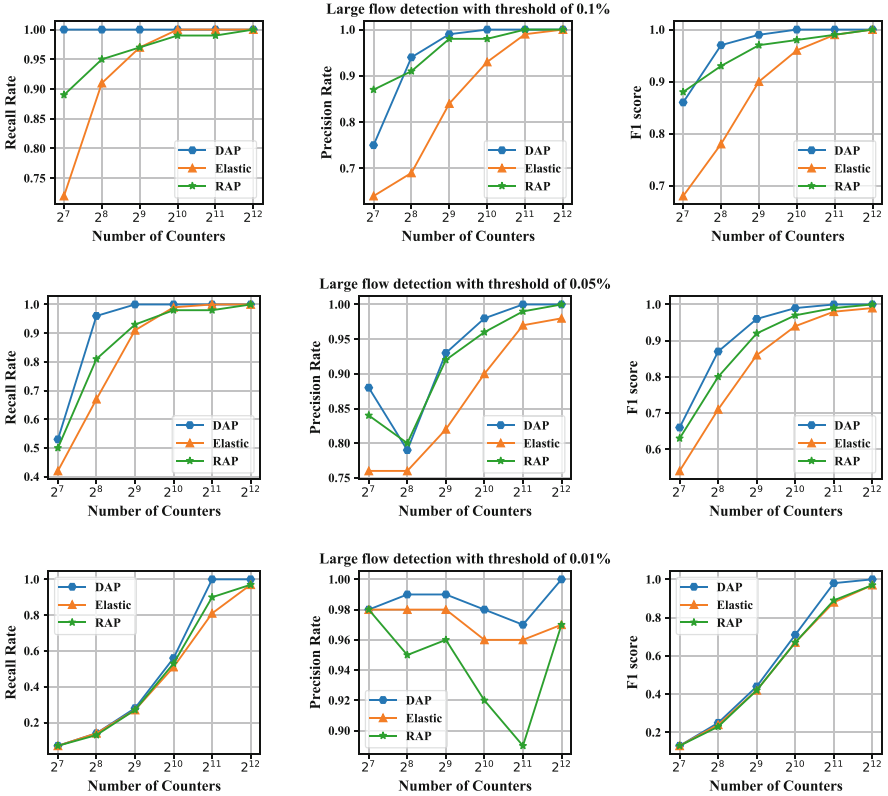 Large flow detection with threshold of 0.1%
1.00
0.95
0.90
0.85
0.80
0.75
Recall Rate
DAP
Elastic
RAP
2^7 2^8 2^9 2^10 2^11 2^12
Number of Counters
1.0
0.9
0.8
0.7
Precision Rate
DAP
Elastic
RAP
2^7 2^8 2^9 2^10 2^11 2^12
Number of Counters
1.0
0.9
0.8
0.7
F1 score
DAP
Elastic
RAP
2^7 2^8 2^9 2^10 2^11 2^12
Number of Counters
Large flow detection with threshold of 0.05%
1.0
0.9
0.8
0.7
0.6
0.5
0.4
Recall Rate
DAP
Elastic
RAP
2^7 2^8 2^9 2^10 2^11 2^12
Number of Counters
1.00
0.95
0.90
0.85
0.80
0.75
Precision Rate
DAP
Elastic
RAP
2^7 2^8 2^9 2^10 2^11 2^12
Number of Counters
1.0
0.9
0.8
0.7
0.6
F1 score
DAP
Elastic
RAP
2^7 2^8 2^9 2^10 2^11 2^12
Number of Counters
Large flow detection with threshold of 0.01%
1.0
0.8
0.6
0.4
0.2
Recall Rate
DAP
Elastic
RAP
2^7 2^8 2^9 2^10 2^11 2^12
Number of Counters
1.00
0.98
0.96
0.94
0.92
0.90
Precision Rate
DAP
Elastic
RAP
2^7 2^8 2^9 2^10 2^11 2^12
Number of Counters
1.0
0.8
0.6
0.4
0.2
F1 score
DAP
Elastic
RAP
2^7 2^8 2^9 2^10 2^11 2^12
Number of Counters